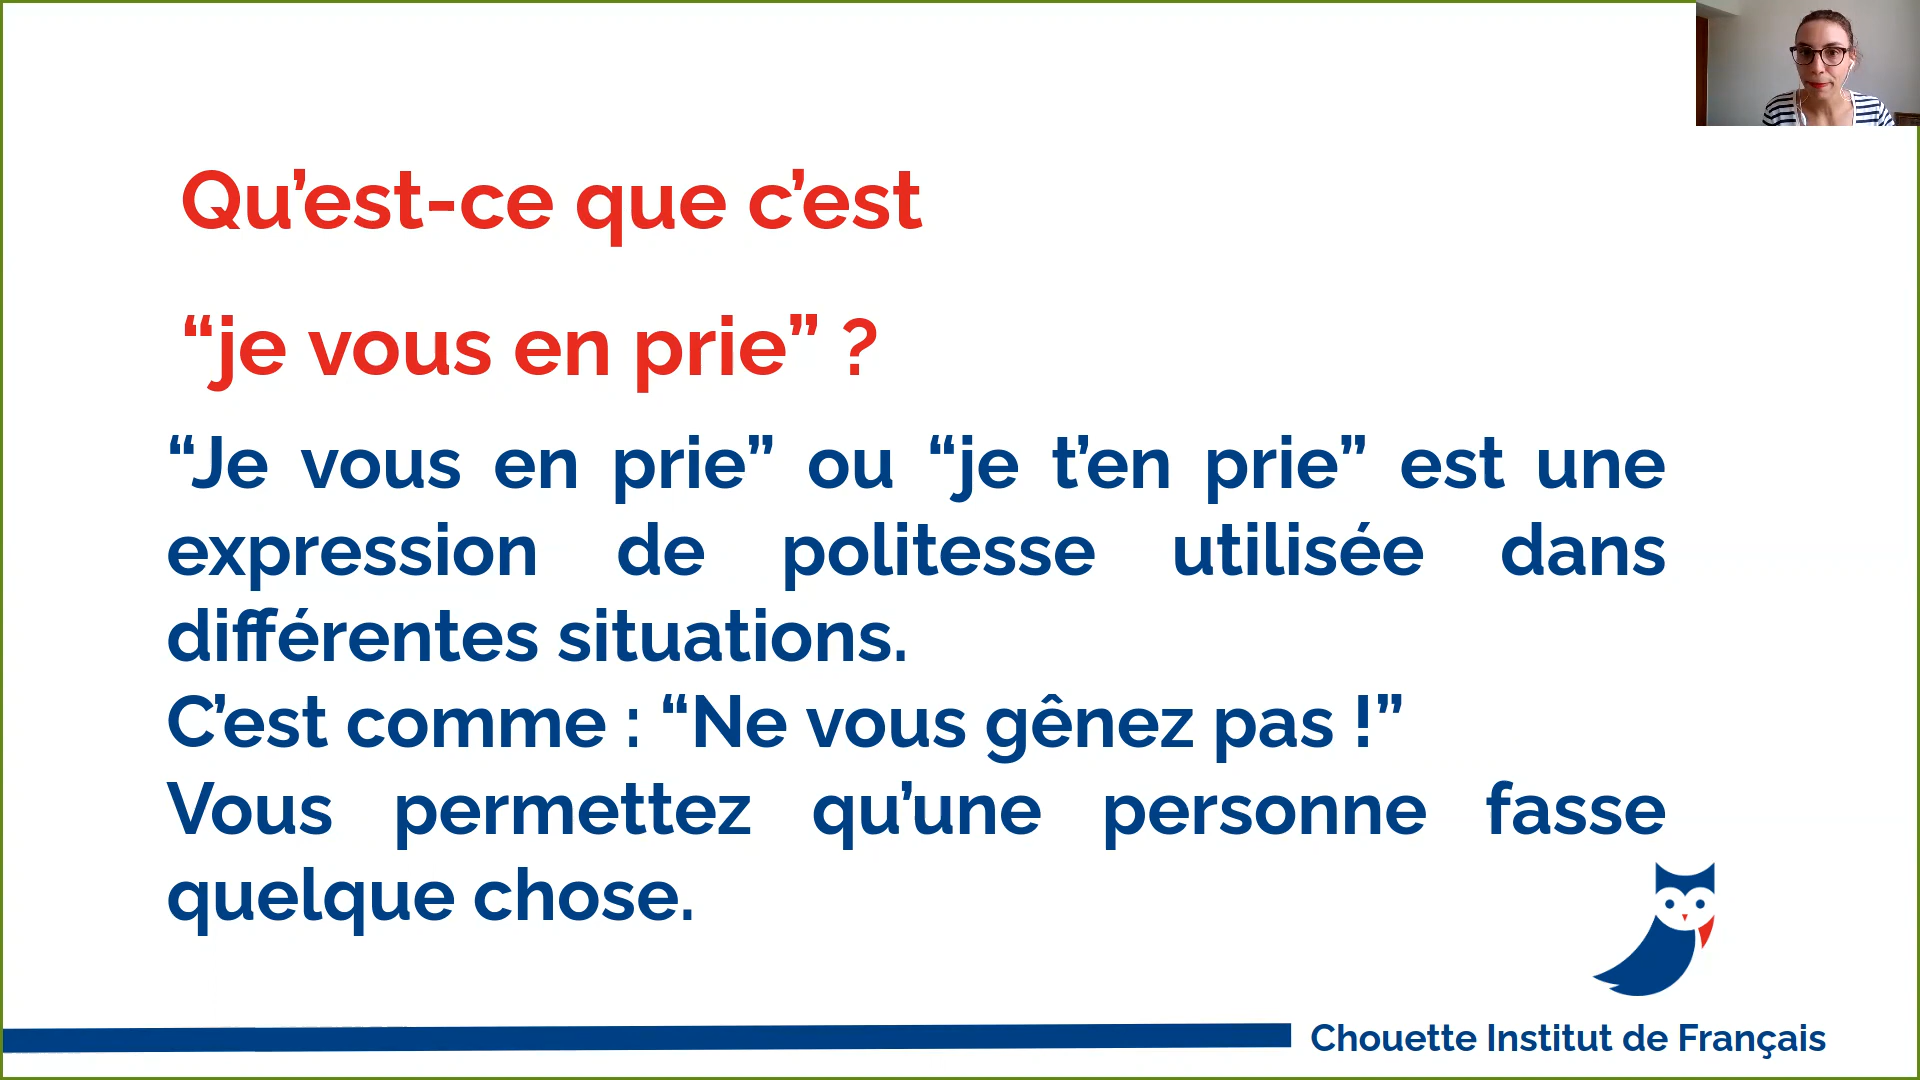 Qu’est-ce que c’est
“je vous en prie” ?
“Je vous en prie” ou “je t’en prie” est une
expression de politesse utilisée dans
différentes situations.
C’est comme : “Ne vous gênez pas !”
Vous permettez qu’une personne fasse
quelque chose.
Chouette Institut de Français